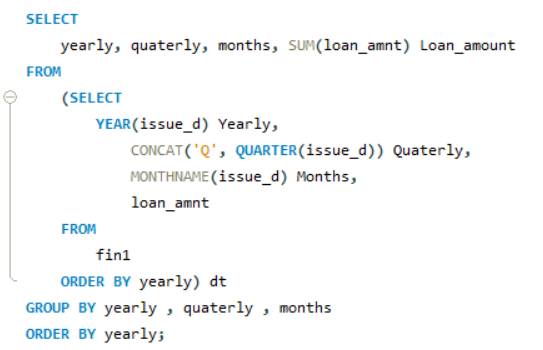 SELECT
yearly, quaterly, months, SUM(loan_amnt) Loan_amount
FROM
(SELECT
YEAR(issue_d) Yearly,
CONCAT('Q', QUARTER(issue_d)) Quaterly,
MONTHNAME(issue_d) Months,
loan_amnt
FROM
fin1
ORDER BY yearly) dt
GROUP BY yearly , quaterly , months
ORDER BY yearly;